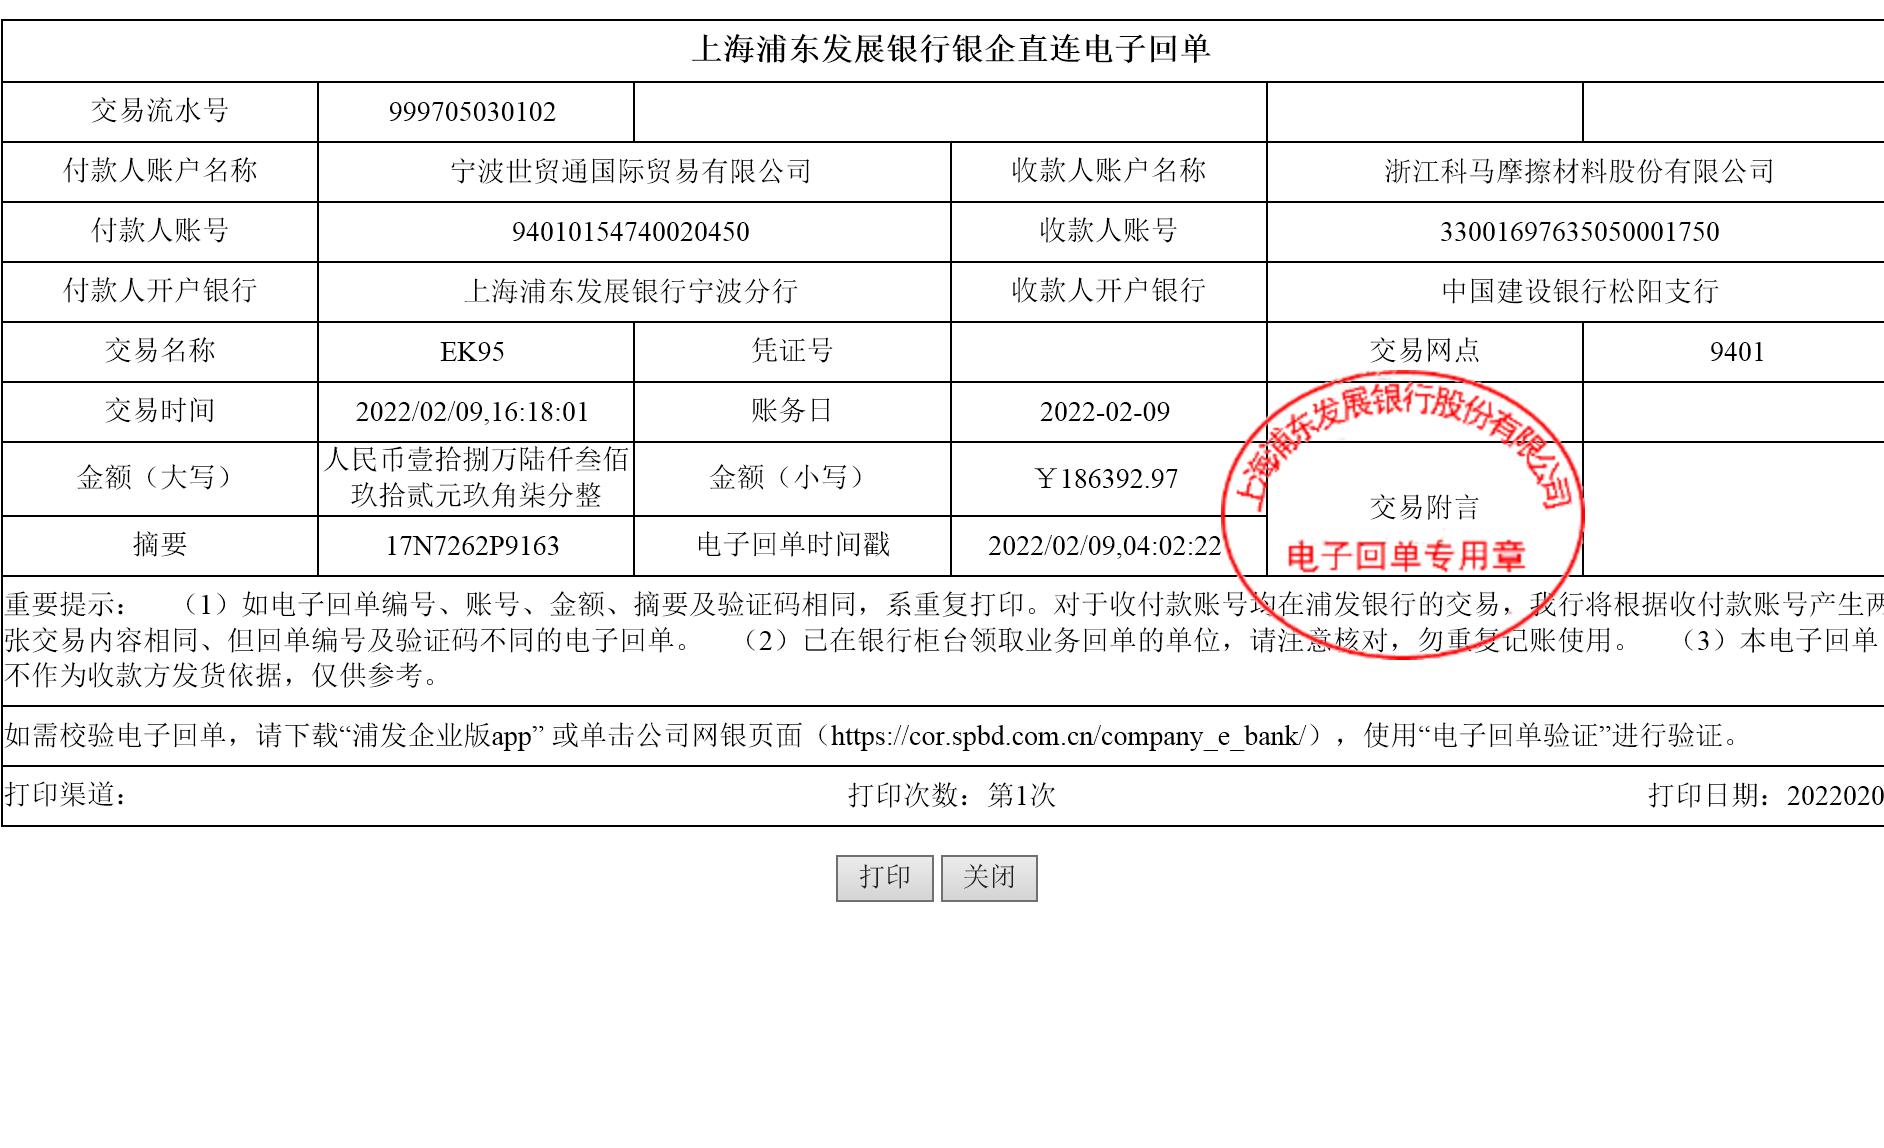 上海浦东发展银行银企直连电子回单
交易流水号 999705030102
付款人账户名称 宁波世贸通国际贸易有限公司 收款人账户名称 浙江科马摩擦材料股份有限公司
付款人账号 94010154740020450 收款人账号 33001697635050001750
付款人开户银行 上海浦东发展银行宁波分行 收款人开户银行 中国建设银行松阳支行
交易名称 EK95 凭证号 交易网点 9401
交易时间 2022/02/09,16:18:01 账务日 2022-02-09
上海浦东发展银行股份有限公司
金额（大写） 人民币壹拾捌万陆仟叁佰
玖拾贰元玖角柒分整 金额（小写） ￥186392.97
交易附言
摘要 17N7262P9163 电子回单时间戳 2022/02/09,04:02:22
电子回单专用章
重要提示： （1）如电子回单编号、账号、金额、摘要及验证码相同，系重复打印。对于收付款账号均在浦发银行的交易，我行将根据收付款账号产生两
张交易内容相同、但回单编号及验证码不同的电子回单。 （2）已在银行柜台领取业务回单的单位，请注意核对，勿重复记账使用。 （3）本电子回单
不作为收款方发货依据，仅供参考。
如需校验电子回单，请下载“浦发企业版app” 或单击公司网银页面（https://cor.spbd.com.cn/company_e_bank/），使用“电子回单验证”进行验证。
打印渠道： 打印次数：第1次 打印日期：2022020
打印 关闭